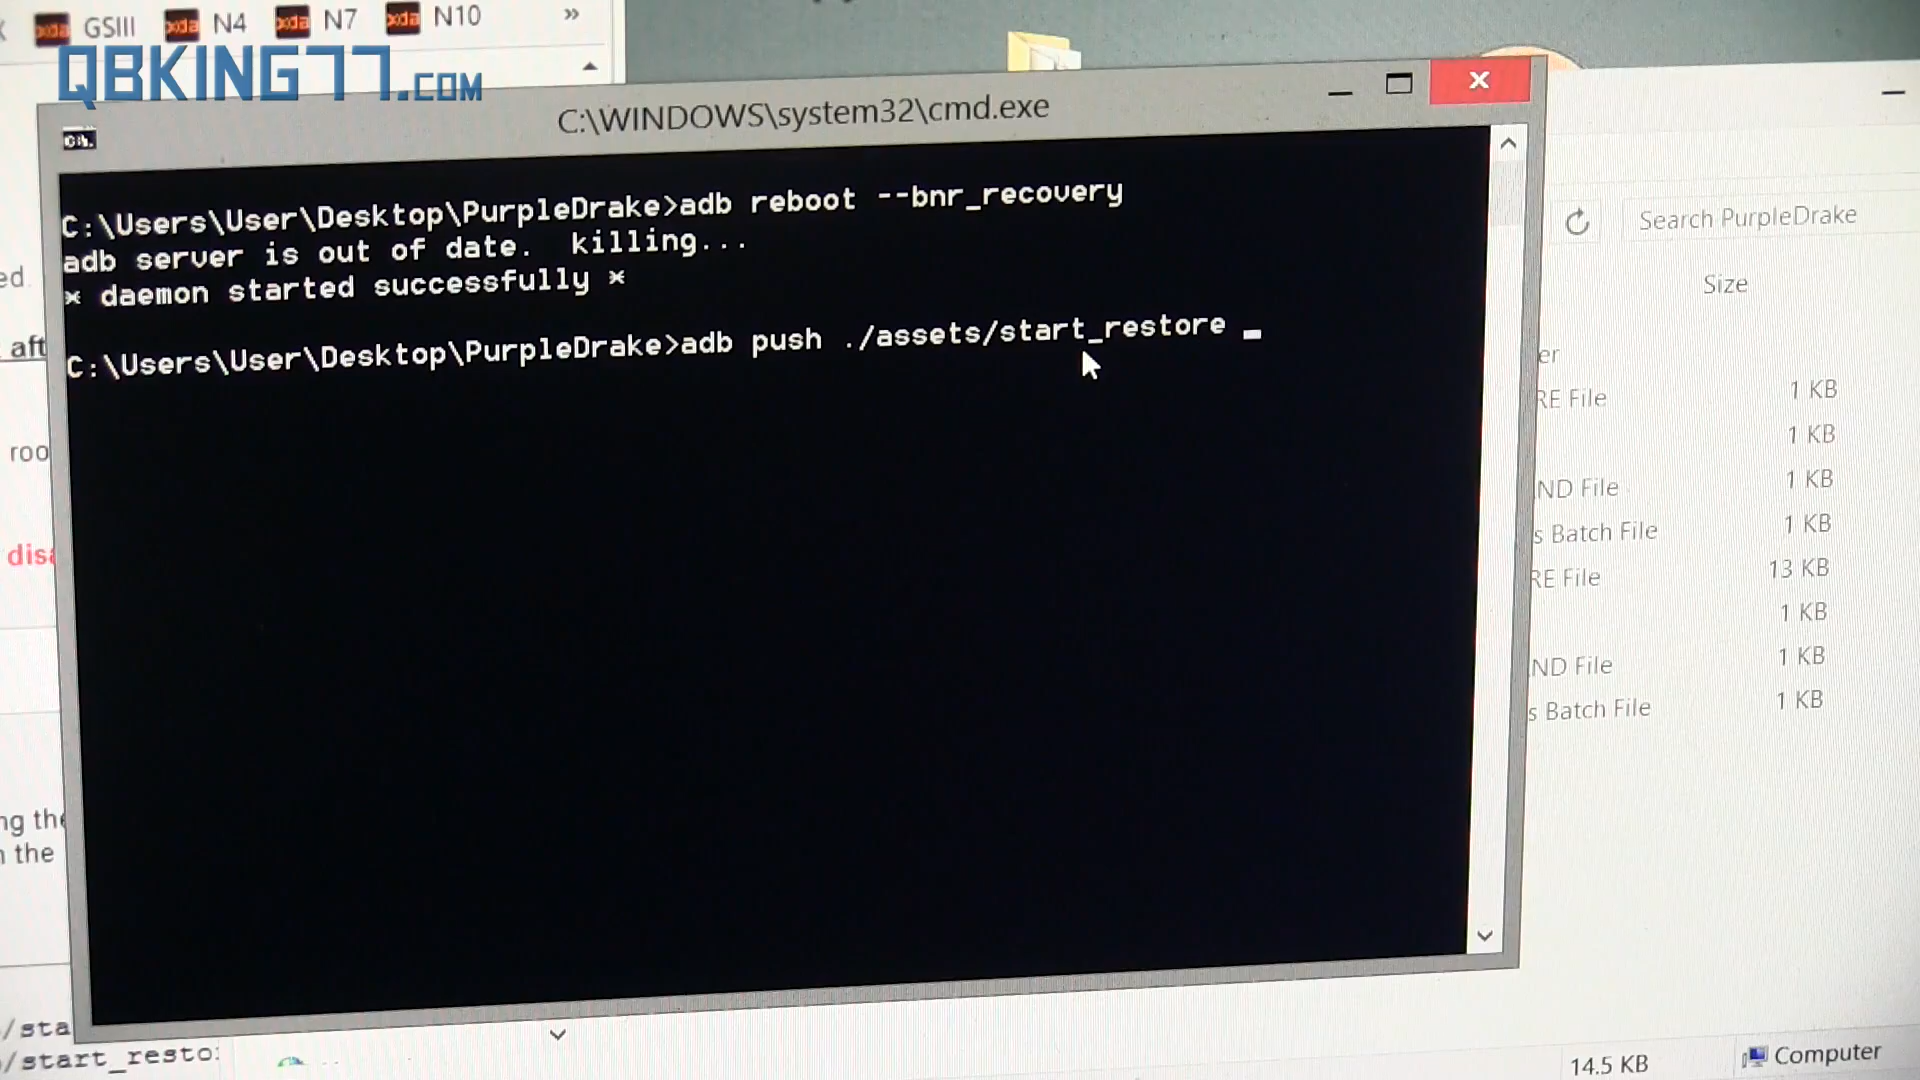 GSIII
N4
N7
N10
»
QBKING77.COM
C:\WINDOWS\system32\cmd.exe
C:\Users\User\Desktop\PurpleDrake>adb reboot --bnr_recovery
adb server is out of date.  killing...
* daemon started successfully *
C:\Users\User\Desktop\PurpleDrake>adb push ./assets/start_restore _
Search PurpleDrake
Size
er
RE File 1 KB
1 KB
ND File 1 KB
s Batch File 1 KB
RE File 13 KB
1 KB
ND File 1 KB
s Batch File 1 KB
ed
aft
roo
disa
ng the
n the
/sta
/start_resto
14.5 KB
Computer